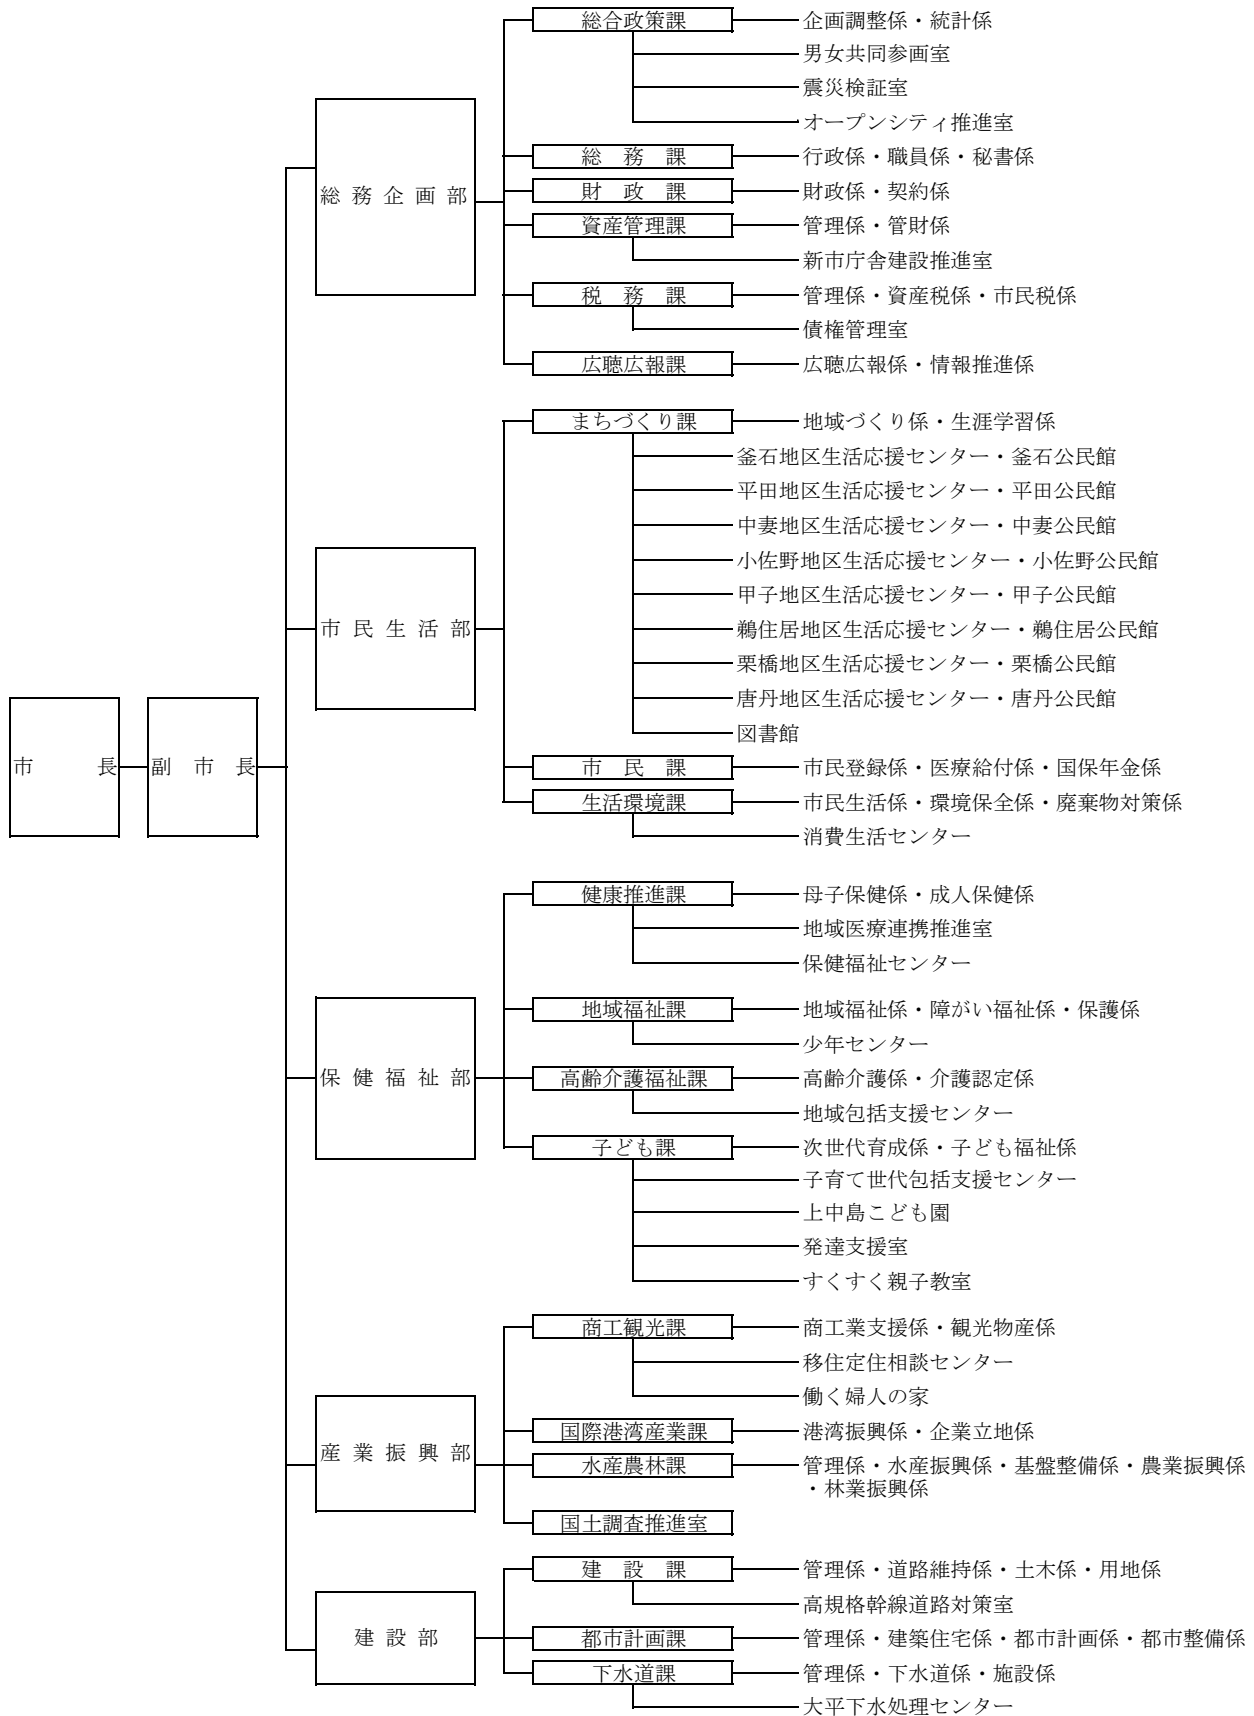 総合政策課 企画調整係・統計係
男女共同参画室
震災検証室
オープンシティ推進室
総務課 行政係・職員係・秘書係
総務企画部
財政課 財政係・契約係
資産管理課 管理係・管財係
新市庁舎建設推進室
税務課 管理係・資産税係・市民税係
債権管理室
広聴広報課 広聴広報係・情報推進係
まちづくり課 地域づくり係・生涯学習係
釜石地区生活応援センター・釜石公民館
平田地区生活応援センター・平田公民館
中妻地区生活応援センター・中妻公民館
小佐野地区生活応援センター・小佐野公民館
甲子地区生活応援センター・甲子公民館
市民生活部
鵜住居地区生活応援センター・鵜住居公民館
栗橋地区生活応援センター・栗橋公民館
唐丹地区生活応援センター・唐丹公民館
図書館
市長 副市長
市民課 市民登録係・医療給付係・国保年金係
生活環境課 市民生活係・環境保全係・廃棄物対策係
消費生活センター
健康推進課 母子保健係・成人保健係
地域医療連携推進室
保健福祉センター
地域福祉課 地域福祉係・障がい福祉係・保護係
少年センター
保健福祉部
高齢介護福祉課 高齢介護係・介護認定係
地域包括支援センター
子ども課 次世代育成係・子ども福祉係
子育て世代包括支援センター
上中島こども園
発達支援室
すくすく親子教室
商工観光課 商工業支援係・観光物産係
移住定住相談センター
働く婦人の家
国際港湾産業課 港湾振興係・企業立地係
産業振興部
水産農林課 管理係・水産振興係・基盤整備係・農業振興係
・林業振興係
国土調査推進室
建設課 管理係・道路維持係・土木係・用地係
高規格幹線道路対策室
建設部
都市計画課 管理係・建築住宅係・都市計画係・都市整備係
下水道課 管理係・下水道係・施設係
大平下水処理センター